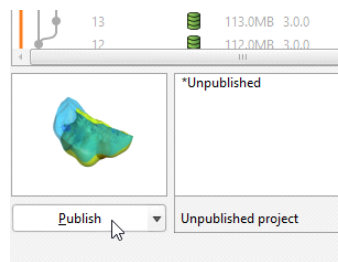 13 113.0MB 3.0.0
12 112.0MB 3.0.0
*Unpublished
Publish
Unpublished project